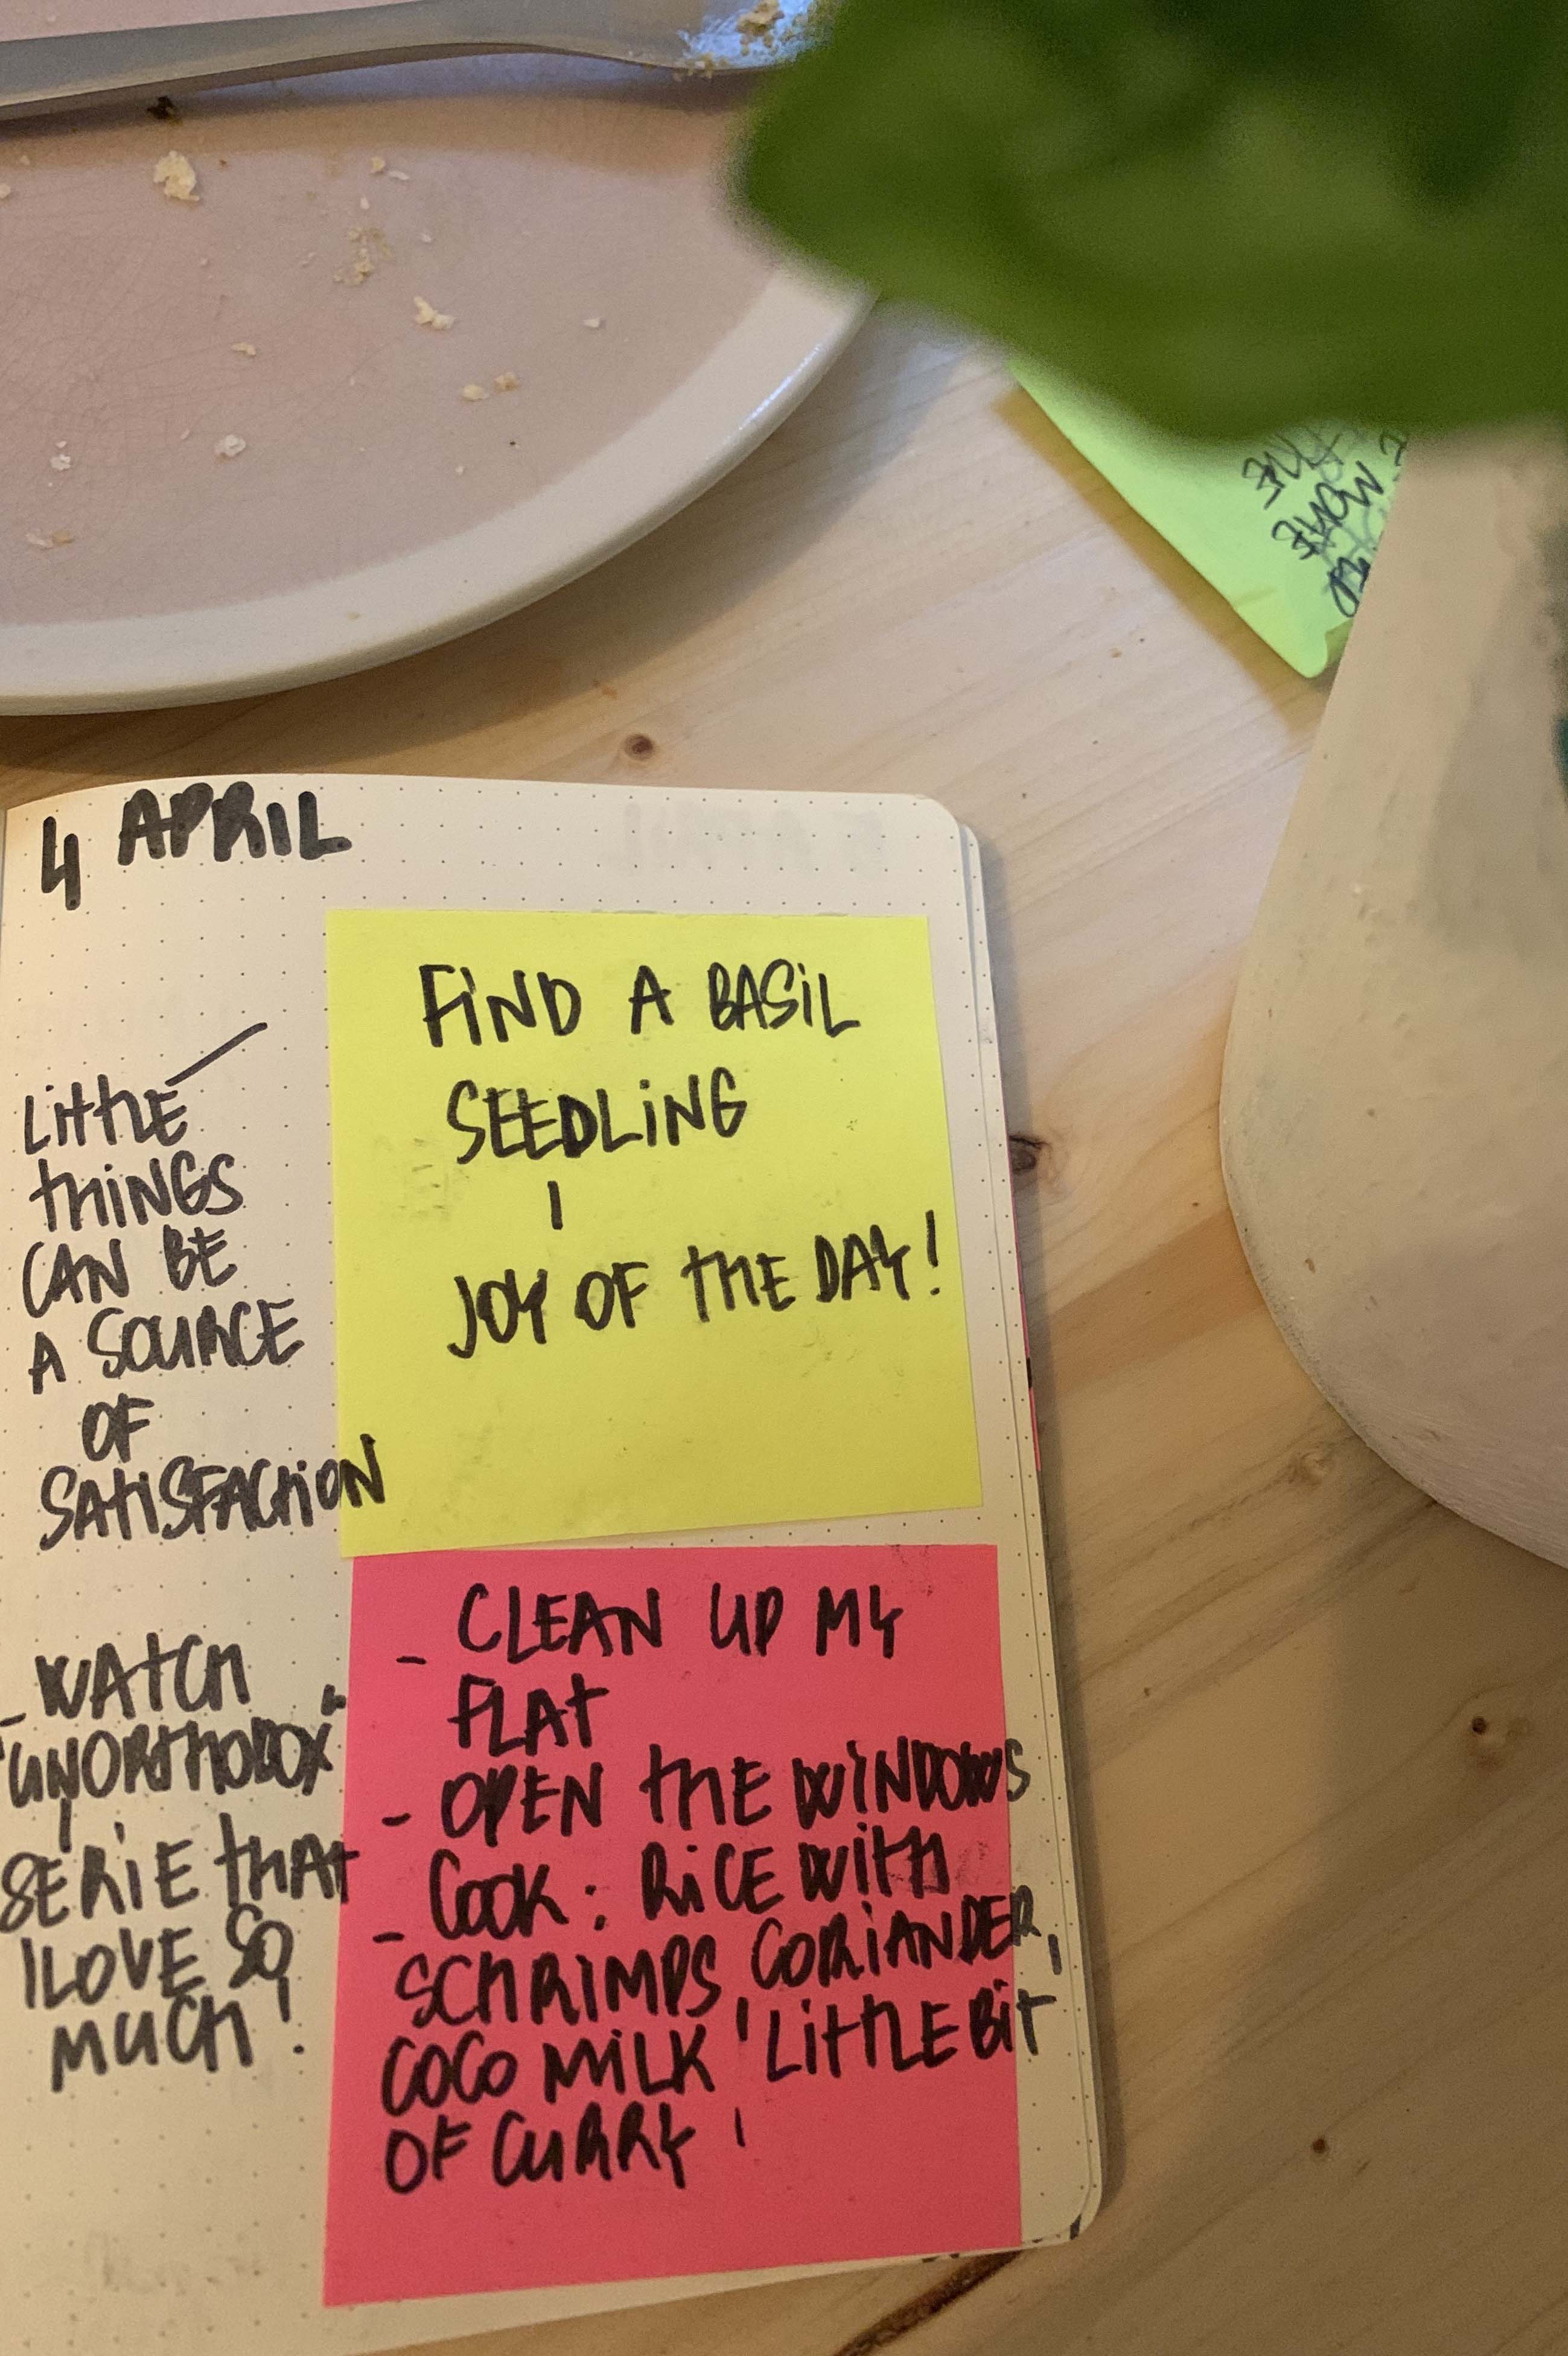 4 APRIL
FIND A BASIL
SEEDLING
JOY OF THE DAY!
LITTLE
THINGS
CAN BE
A SOURCE
OF
SATISFACTION
- WATCH
"UNORTHODOX"
SERIE THAT
I LOVE SO
MUCH!
- CLEAN UP MY
FLAT
- OPEN THE WINDOWS
- COOK: RICE WITH
SCHRIMPS CORIANDER,
COCO MILK, LITTLE BIT
OF CURRY
MORE